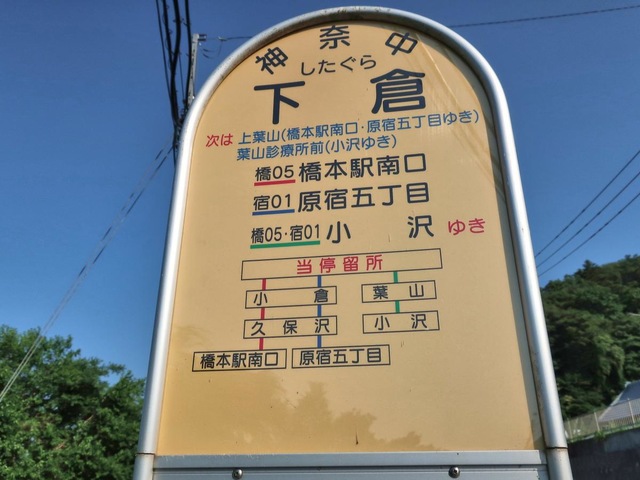 神奈中
したぐら
下倉
次は 上葉山(橋本駅南口・原宿五丁目ゆき)
葉山診療所前(小沢ゆき)
橋05 橋本駅南口
宿01 原宿五丁目
橋05・宿01 小沢 ゆき
当停留所
小倉 葉山
久保沢 小沢
橋本駅南口 原宿五丁目